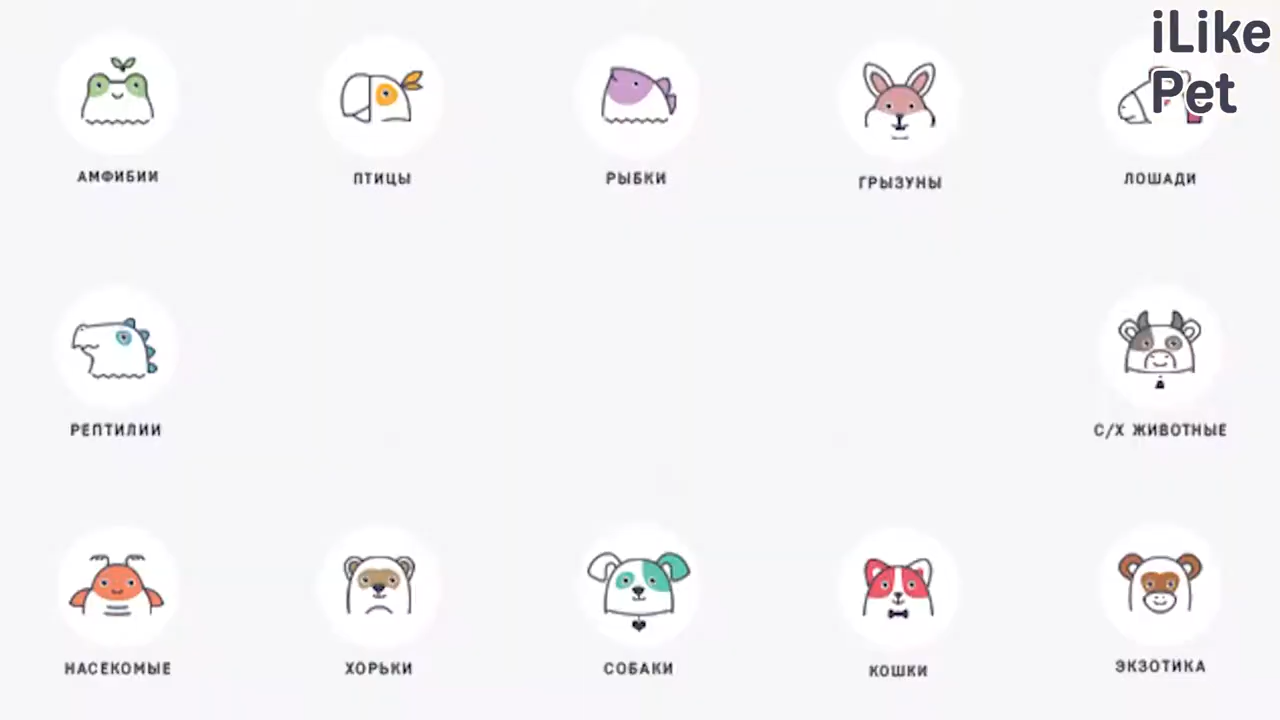 iLike
Pet
АМФИБИИ
ПТИЦЫ
РЫБКИ
ГРЫЗУНЫ
ЛОШАДИ
РЕПТИЛИИ
С/Х ЖИВОТНЫЕ
НАСЕКОМЫЕ
ХОРЬКИ
СОБАКИ
КОШКИ
ЭКЗОТИКА